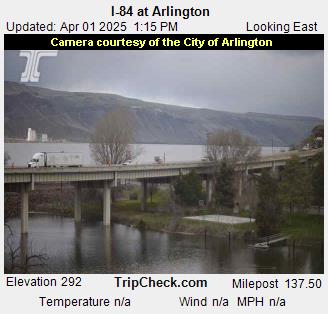 I-84 at Arlington
Updated: Apr 01 2025 1:15 PM Looking East
Camera courtesy of the City of Arlington
Elevation 292 TripCheck.com Milepost 137.50
Temperature n/a Wind n/a MPH n/a